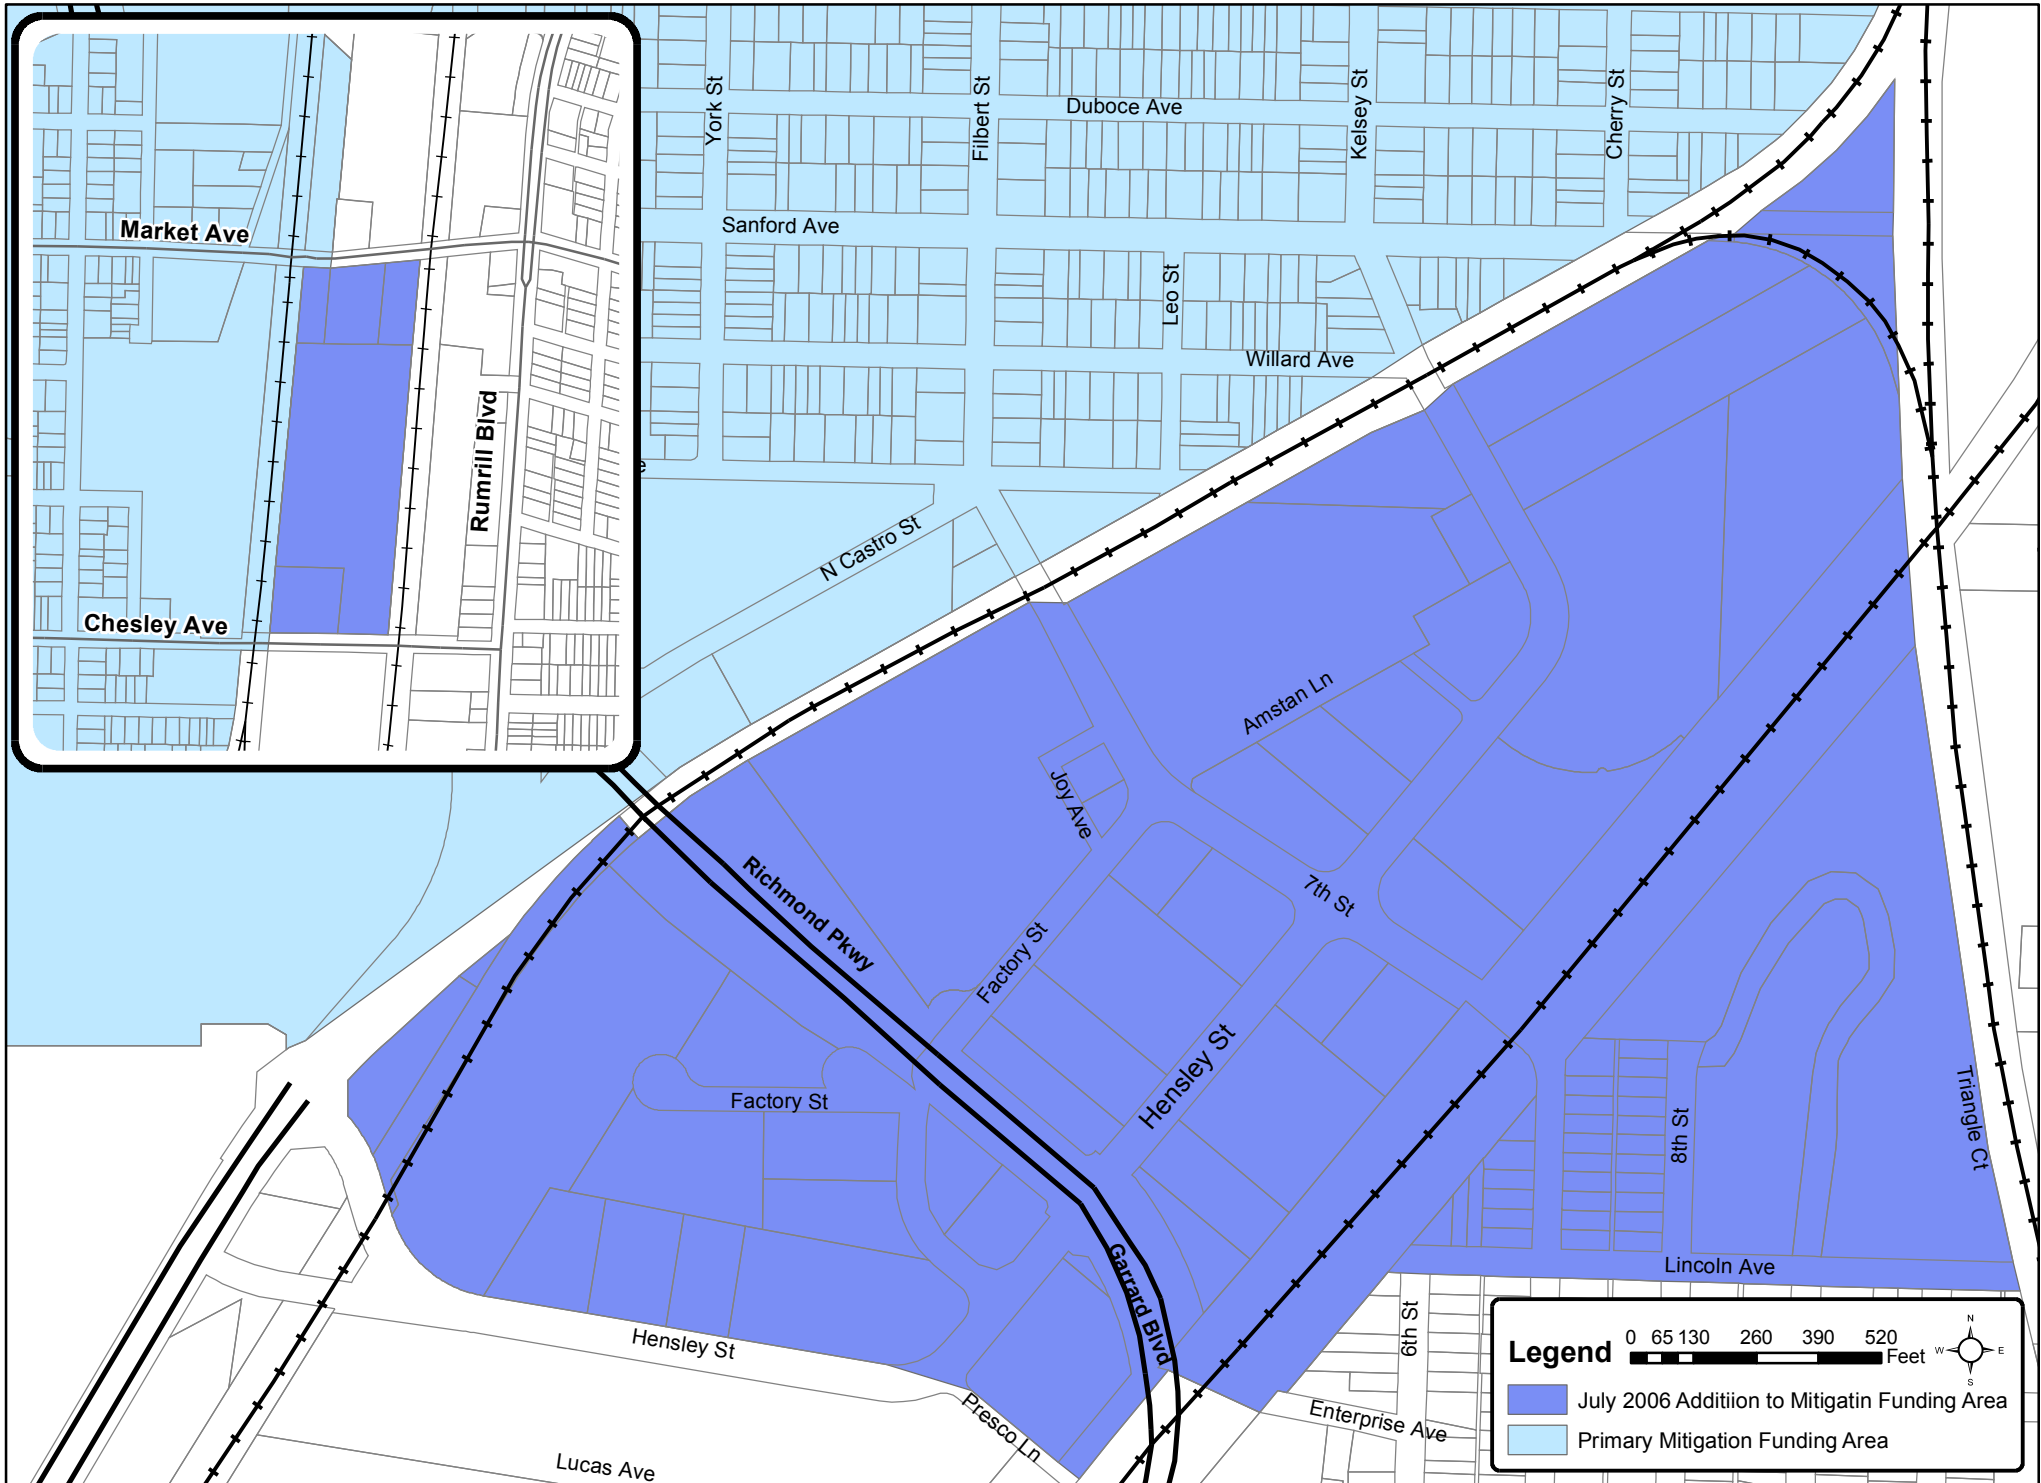 Market Ave
Chesley Ave
Rumrill Blvd
York St
Filbert St
Duboce Ave
Kelsey St
Cherry St
Sanford Ave
Leo St
Willard Ave
e
N Castro St
Amstan Ln
Joy Ave
7th St
Richmond Pkwy
Factory St
Hensley St
Factory St
8th St
Triangle Ct
Lincoln Ave
Garrard Blvd
6th St
Hensley St
Presco Ln
Enterprise Ave
Lucas Ave
Legend
0 65 130 260 390 520
Feet
N
W E
S
July 2006 Additiion to Mitigatin Funding Area
Primary Mitigation Funding Area